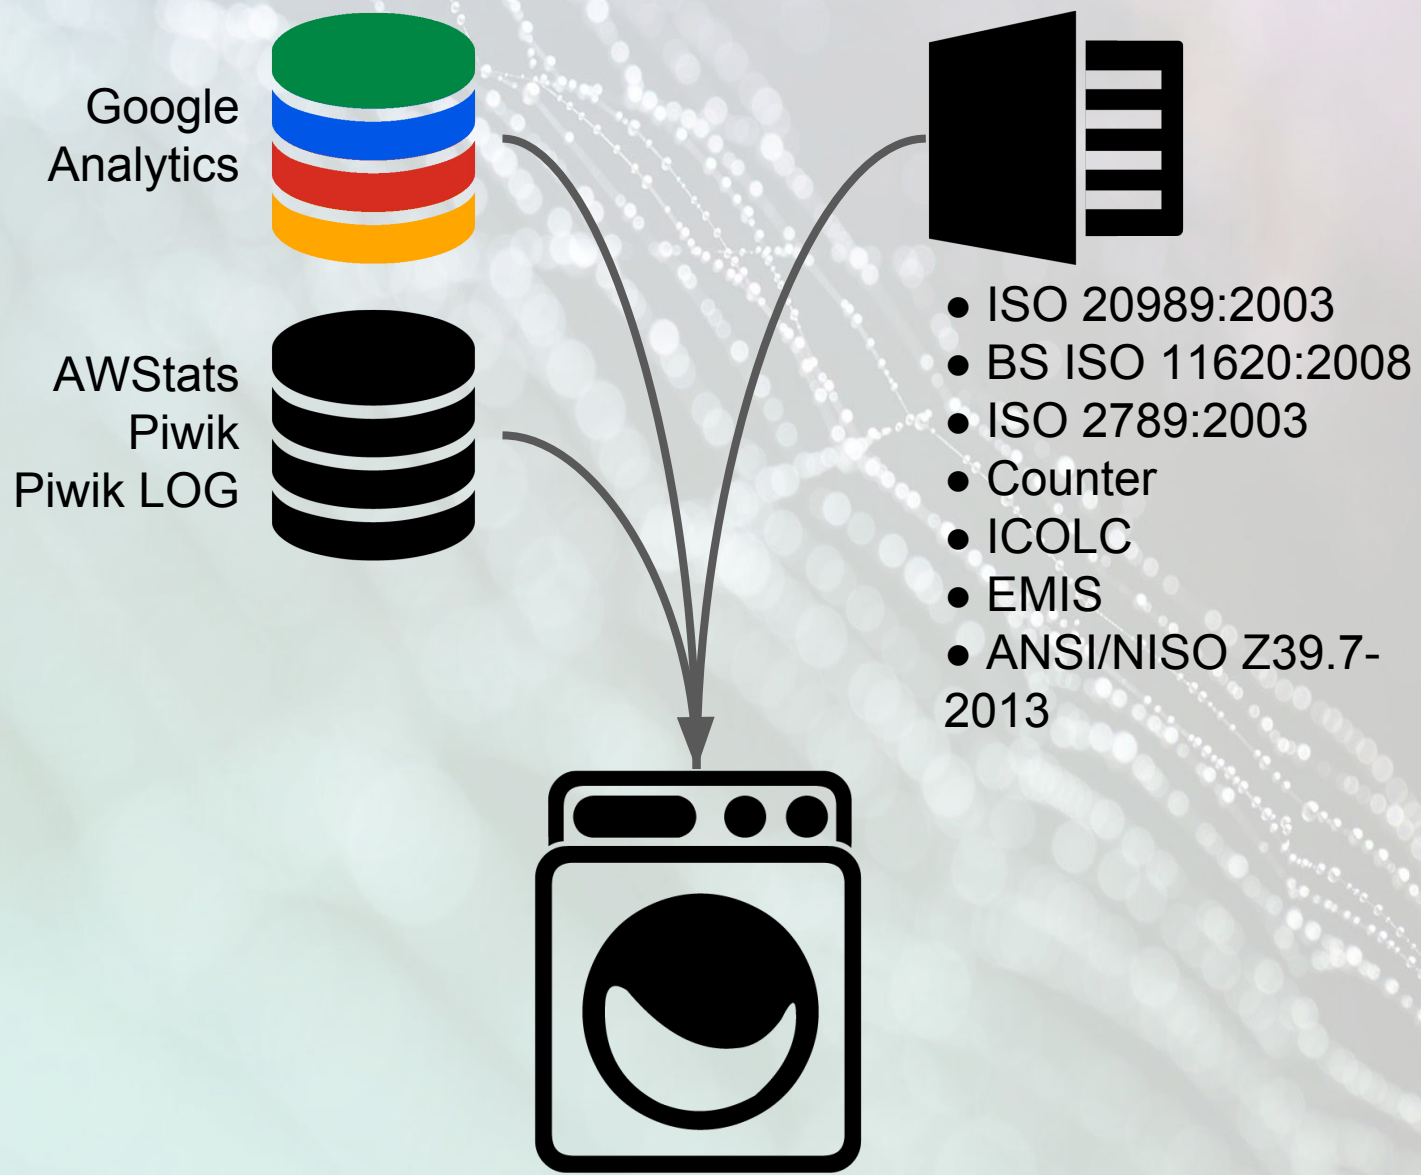 Google
Analytics
AWStats
Piwik
Piwik LOG
● ISO 20989:2003
● BS ISO 11620:2008
● ISO 2789:2003
● Counter
● ICOLC
● EMIS
● ANSI/NISO Z39.7-
2013